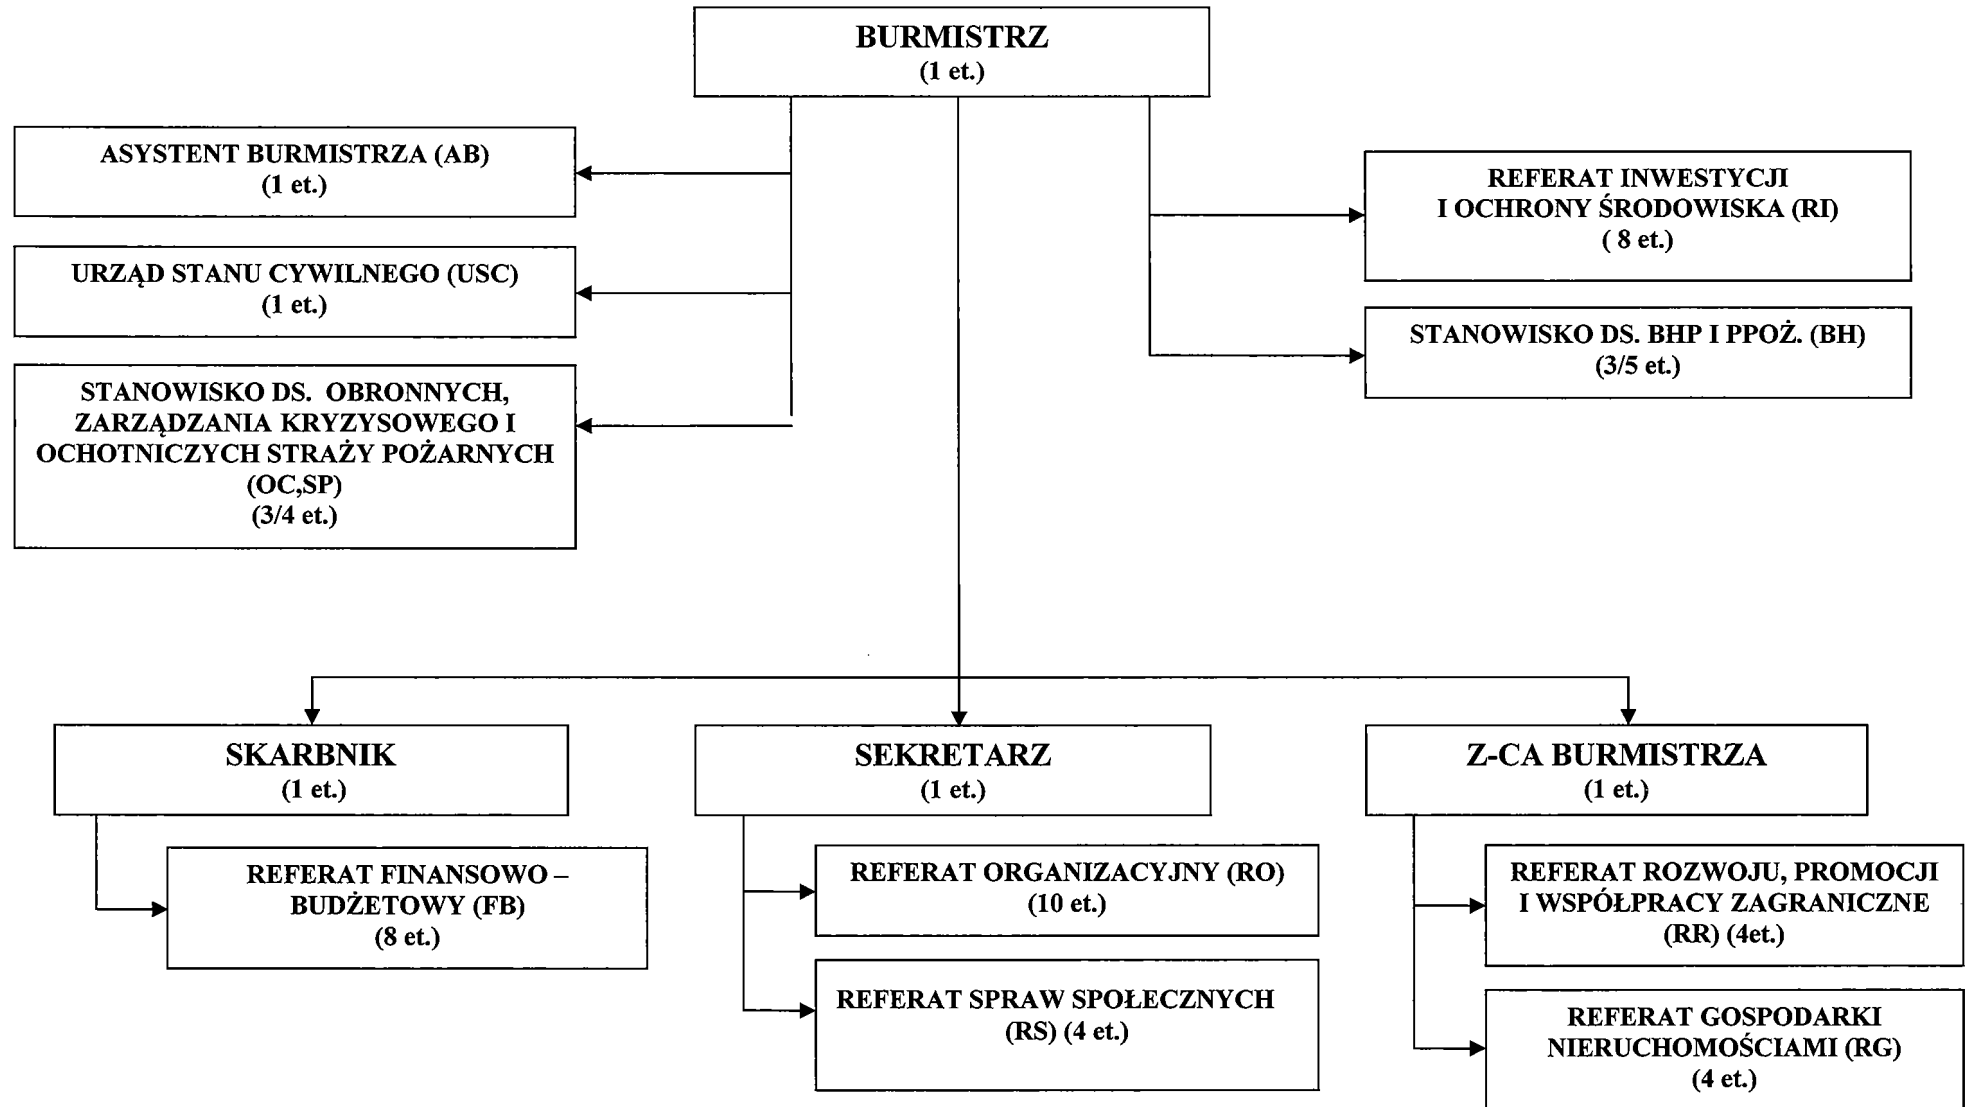 BURMISTRZ
(1 et.)
ASYSTENT BURMISTRZA (AB)
(1 et.)
URZĄD STANU CYWILNEGO (USC)
(1 et.)
STANOWISKO DS. OBRONNYCH,
ZARZĄDZANIA KRYZYSOWEGO I
OCHOTNICZYCH STRAŻY POŻARNYCH
(OC,SP)
(3/4 et.)
REFERAT INWESTYCJI
I OCHRONY ŚRODOWISKA (RI)
( 8 et.)
STANOWISKO DS. BHP I PPOŻ. (BH)
(3/5 et.)
SKARBNIK
(1 et.)
REFERAT FINANSOWO –
BUDŻETOWY (FB)
(8 et.)
SEKRETARZ
(1 et.)
REFERAT ORGANIZACYJNY (RO)
(10 et.)
REFERAT SPRAW SPOŁECZNYCH
(RS) (4 et.)
Z-CA BURMISTRZA
(1 et.)
REFERAT ROZWOJU, PROMOCJI
I WSPÓŁPRACY ZAGRANICZNE
(RR) (4et.)
REFERAT GOSPODARKI
NIERUCHOMOŚCIAMI (RG)
(4 et.)